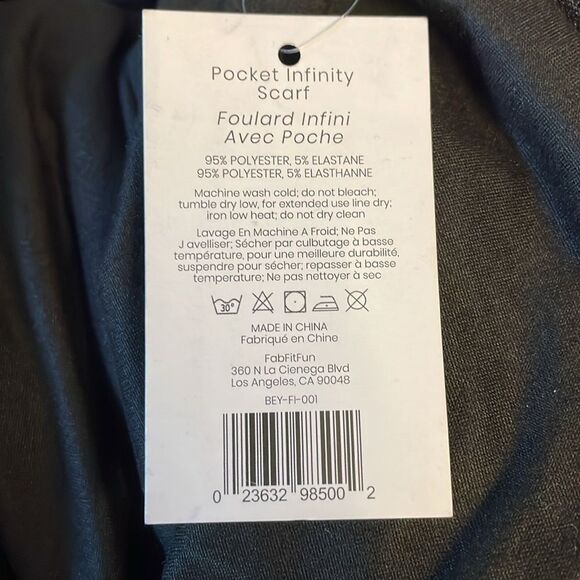 Pocket Infinity
Scarf
Foulard Infini
Avec Poche
95% POLYESTER, 5% ELASTANE
95% POLYESTER, 5% ELASTHANNE
Machine wash cold; do not bleach;
tumble dry low, for extended use line dry;
iron low heat; do not dry clean
Lavage En Machine A Froid; Ne Pas
J avelliser; Sécher par culbutage à basse
température, pour une meilleure durabilité,
suspendre pour sécher; repasser à basse
temperature; Ne pas nettoyer à sec
30°
MADE IN CHINA
Fabriqué en Chine
FabFitFun
360 N La Cienega Blvd
Los Angeles, CA 90048
BEY-FI-001
0 23632 98500 2